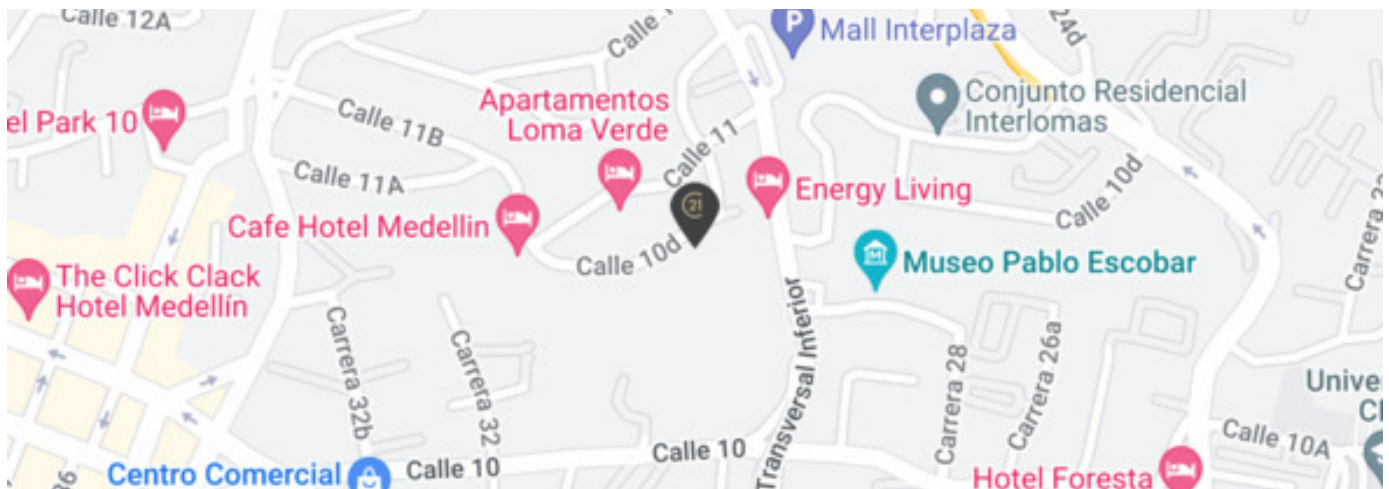 Calle 12A
Calle 1
P
Mall Interplaza
24d
Conjunto Residencial
Interlomas
Apartamentos
Loma Verde
el Park 10
Calle 11B
Calle 11
Calle 11A
21
Energy Living
Calle 10d
Cafe Hotel Medellin
Calle 10d
Museo Pablo Escobar
Carrera
The Click Clack
Hotel Medellín
Transversal Inferior
Carrera 32b
Carrera 32
Carrera 28
Carrera 26a
Unive
Calle 10A
Calle 10
Calle 10
Centro Comercial
Hotel Foresta